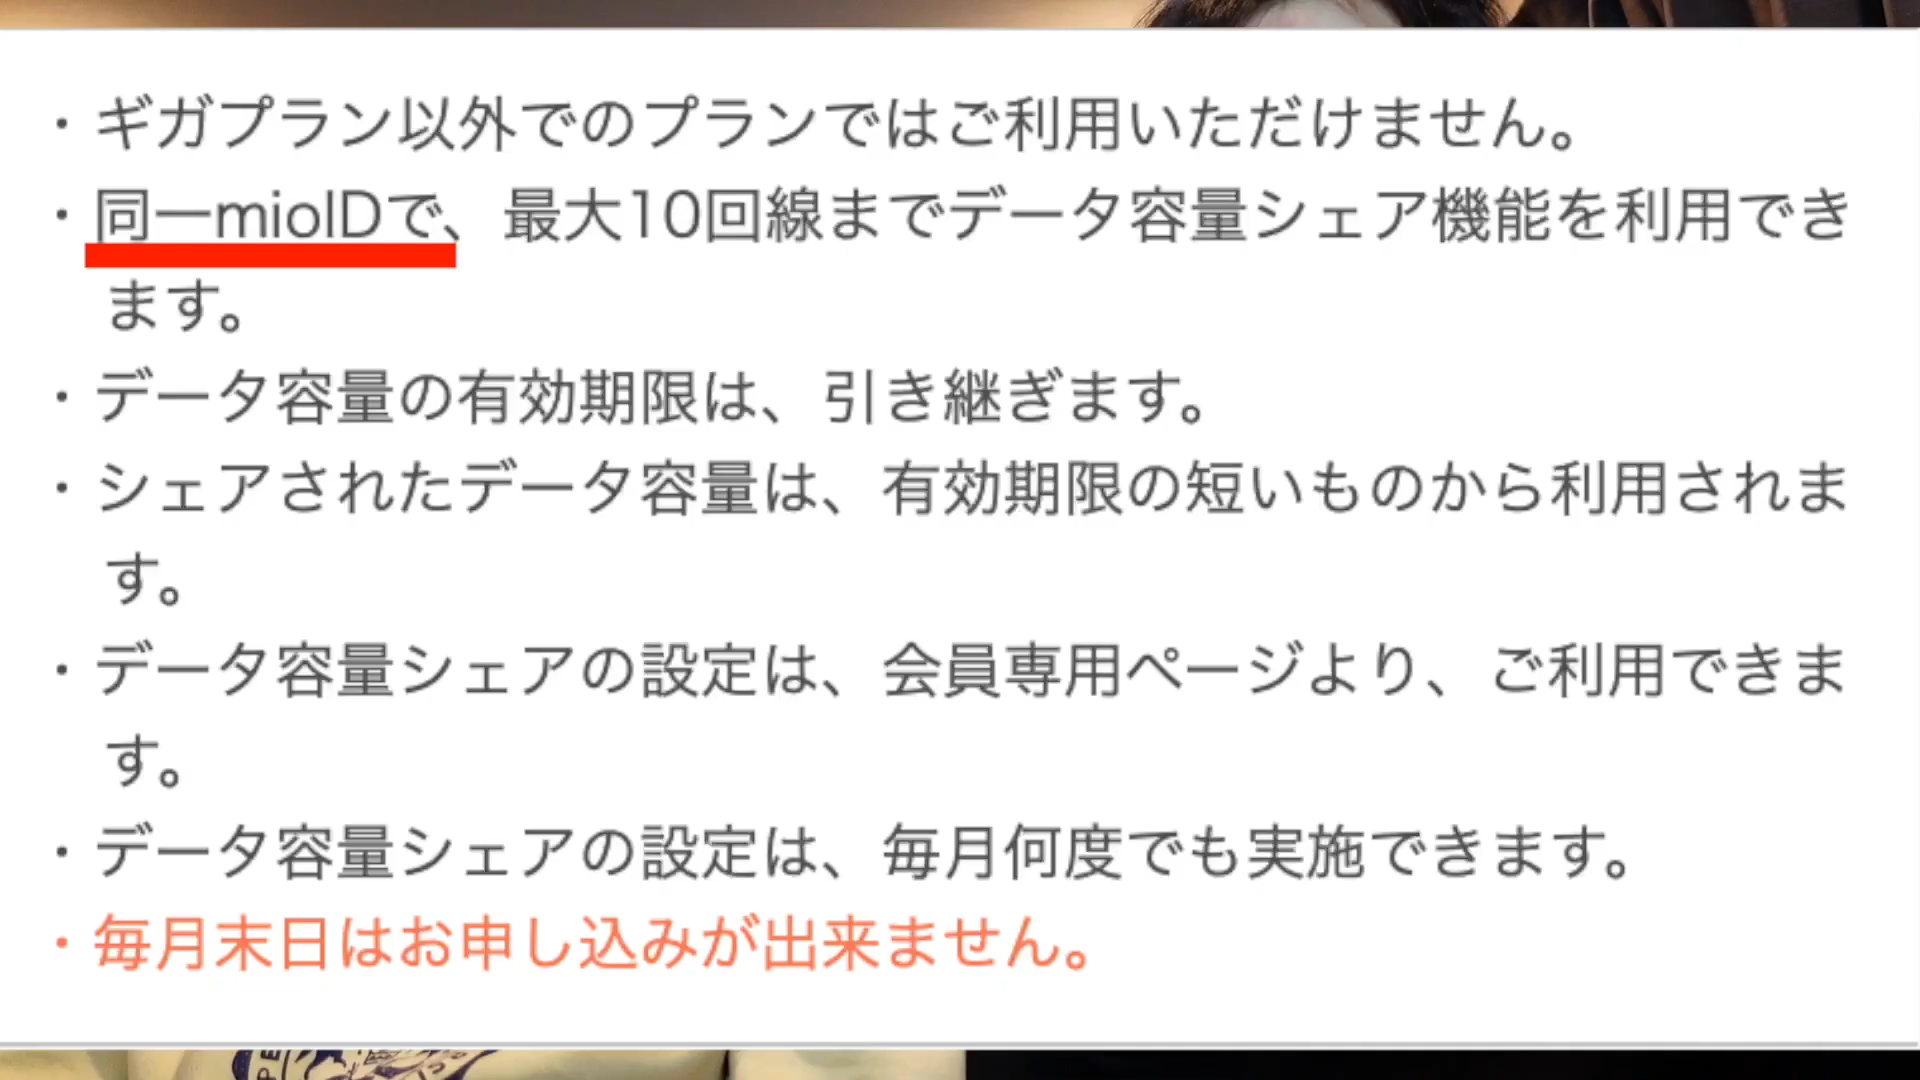 ・ギガプラン以外でのプランではご利用いただけません。
・同一mioIDで、最大10回線までデータ容量シェア機能を利用でき
ます。
・データ容量の有効期限は、引き継ぎます。
・シェアされたデータ容量は、有効期限の短いものから利用されま
す。
・データ容量シェアの設定は、会員専用ページより、ご利用できま
す。
・データ容量シェアの設定は、毎月何度でも実施できます。
・毎月末日はお申し込みが出来ません。